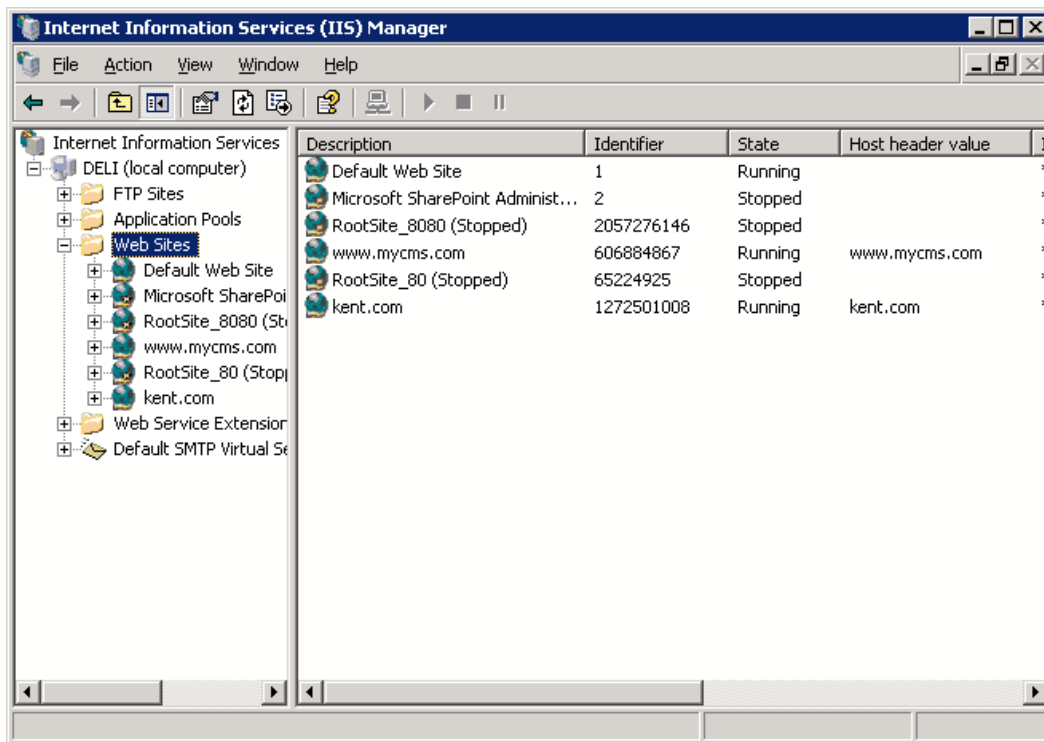 Internet Information Services (IIS) Manager
File Action View Window Help
Internet Information Services
DELI (local computer)
FTP Sites
Application Pools
Web Sites
Default Web Site
Microsoft SharePoi
RootSite_8080 (St
www.mycms.com
RootSite_80 (Stop
kent.com
Web Service Extension
Default SMTP Virtual Se
Description Identifier State Host header value
Default Web Site 1 Running
Microsoft SharePoint Administ... 2 Stopped
RootSite_8080 (Stopped) 2057276146 Stopped
www.mycms.com 606884867 Running www.mycms.com
RootSite_80 (Stopped) 65224925 Stopped
kent.com 1272501008 Running kent.com